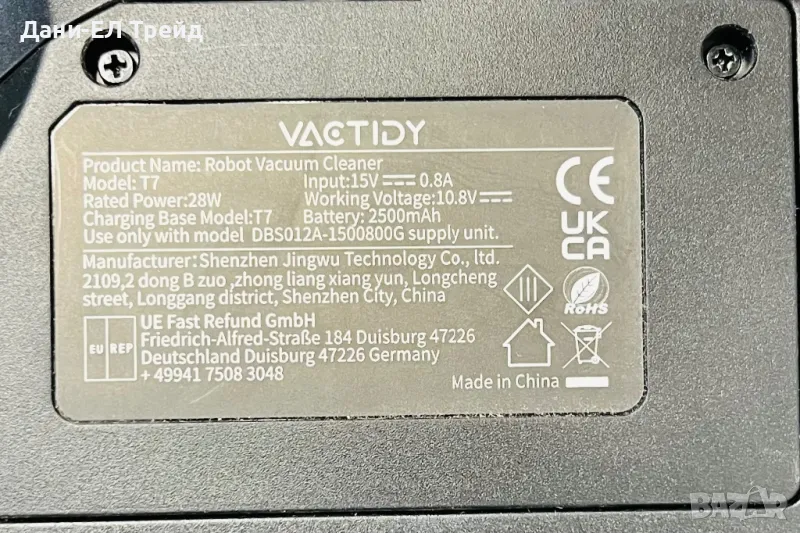 Дани-ЕЛ Трейд
VACTIDY
Product Name: Robot Vacuum Cleaner
Model: T7 Input:15V 0.8A
Rated Power:28W Working Voltage:10.8V
Charging Base Model:T7 Battery: 2500mAh
Use only with model DBS012A-1500800G supply unit.
Manufacturer:Shenzhen Jingwu Technology Co., ltd.
2109,2 dong B zuo ,zhong liang xiang yun, Longcheng
street, Longgang district, Shenzhen City, China
EU REP
UE Fast Refund GmbH
Friedrich-Alfred-Straße 184 Duisburg 47226
Deutschland Duisburg 47226 Germany
+ 49941 7508 3048
CE
UK
CA
III
RoHS
Made in China
BAZAR